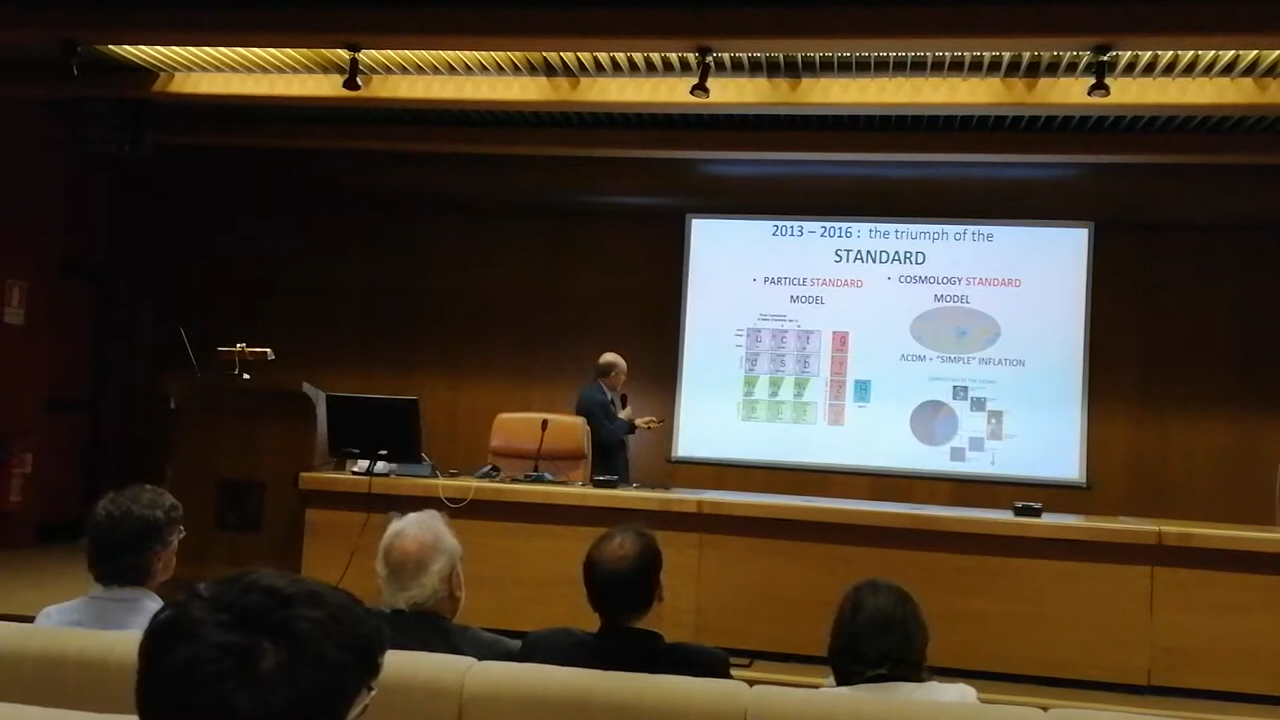 2013 – 2016 : the triumph of the
STANDARD
• PARTICLE STANDARD
MODEL
u c t
d s b
g
Z
H
• COSMOLOGY STANDARD
MODEL
ΛCDM + “SIMPLE” INFLATION